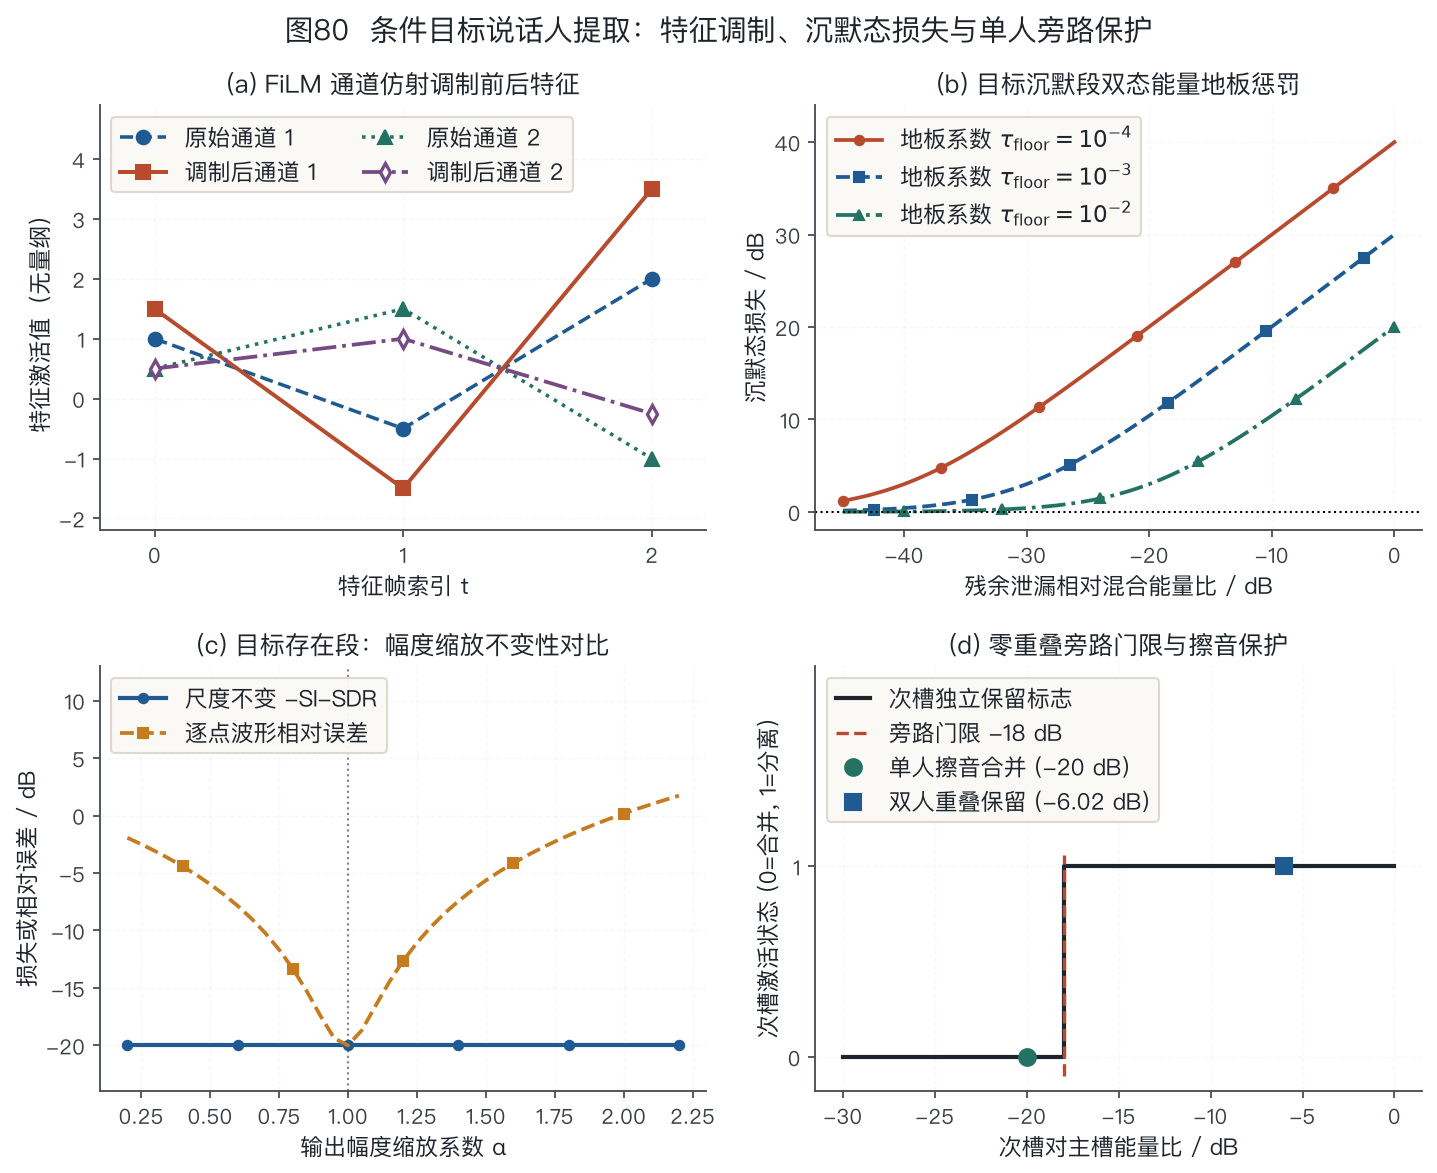 图80 条件目标说话人提取：特征调制、沉默态损失与单人旁路保护
(a) FiLM 通道仿射调制前后特征
原始通道 1
原始通道 2
调制后通道 1
调制后通道 2
特征激活值（无量纲）
4
3
2
1
0
−1
−2
0
1
2
特征帧索引 t
(b) 目标沉默段双态能量地板惩罚
地板系数 τ_floor = 10⁻⁴
地板系数 τ_floor = 10⁻³
地板系数 τ_floor = 10⁻²
沉默态损失 / dB
40
30
20
10
0
−40
−30
−20
−10
0
残余泄漏相对混合能量比 / dB
(c) 目标存在段：幅度缩放不变性对比
尺度不变 −SI−SDR
逐点波形相对误差
损失或相对误差 / dB
10
5
0
−5
−10
−15
−20
0.25
0.50
0.75
1.00
1.25
1.50
1.75
2.00
2.25
输出幅度缩放系数 α
(d) 零重叠旁路门限与擦音保护
次槽独立保留标志
旁路门限 −18 dB
单人擦音合并 (−20 dB)
双人重叠保留 (−6.02 dB)
次槽激活状态 (0=合并, 1=分离)
1
0
−30
−25
−20
−15
−10
−5
0
次槽对主槽能量比 / dB